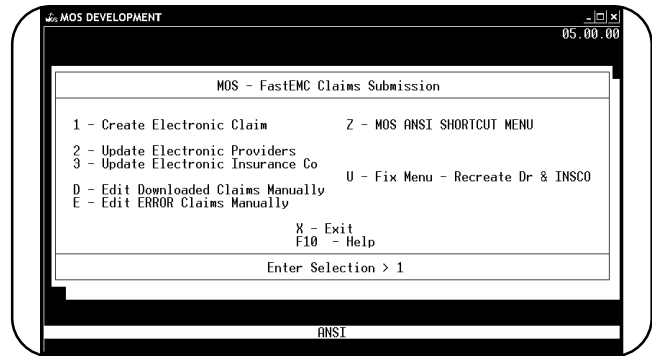 MOS DEVELOPMENT
05.00.00
MOS - FastEMC Claims Submission
1 - Create Electronic Claim Z - MOS ANSI SHORTCUT MENU
2 - Update Electronic Providers
3 - Update Electronic Insurance Co
U - Fix Menu - Recreate Dr & INSCO
D - Edit Downloaded Claims Manually
E - Edit ERROR Claims Manually
X - Exit
F10 - Help
Enter Selection > 1
ANSI